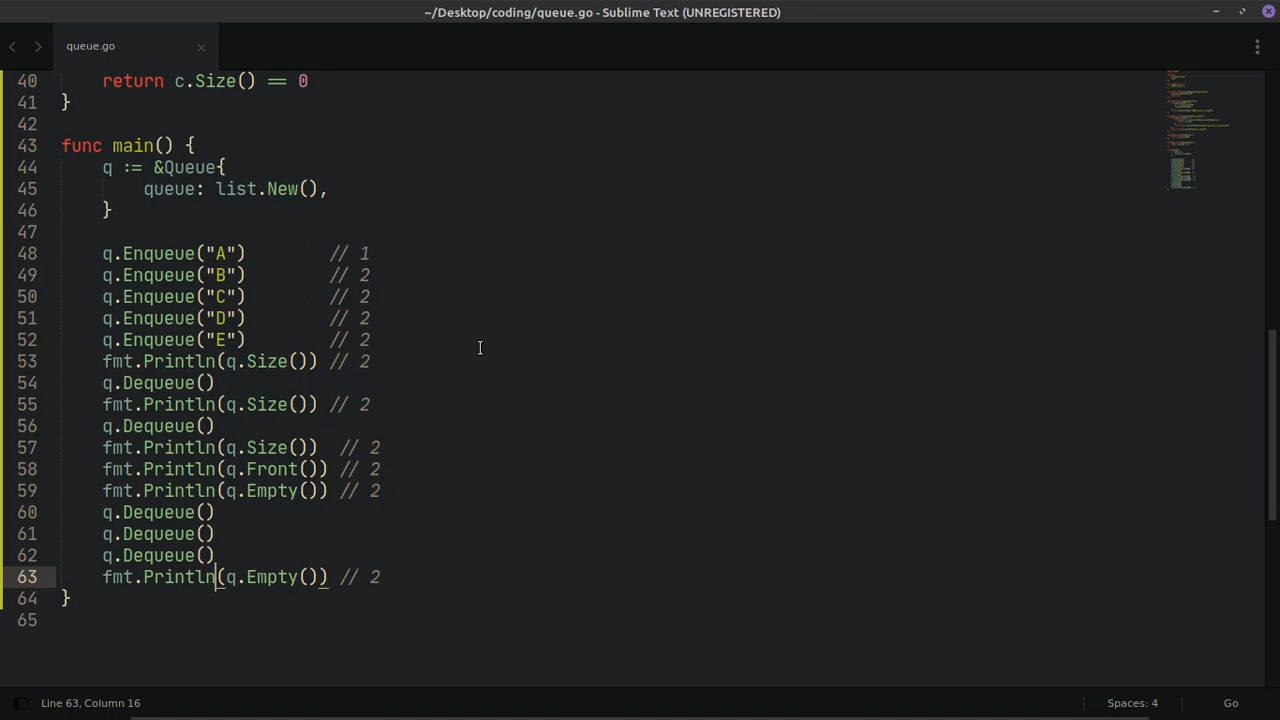 ~/Desktop/coding/queue.go - Sublime Text (UNREGISTERED)
queue.go
40 return c.Size() == 0
41 }
42
43 func main() {
44 q := &Queue{
45 queue: list.New(),
46 }
47
48 q.Enqueue("A") // 1
49 q.Enqueue("B") // 2
50 q.Enqueue("C") // 2
51 q.Enqueue("D") // 2
52 q.Enqueue("E") // 2
53 fmt.Println(q.Size()) // 2
54 q.Dequeue()
55 fmt.Println(q.Size()) // 2
56 q.Dequeue()
57 fmt.Println(q.Size()) // 2
58 fmt.Println(q.Front()) // 2
59 fmt.Println(q.Empty()) // 2
60 q.Dequeue()
61 q.Dequeue()
62 q.Dequeue()
63 fmt.Println(q.Empty()) // 2
64 }
65
Line 63, Column 16
Spaces: 4
Go